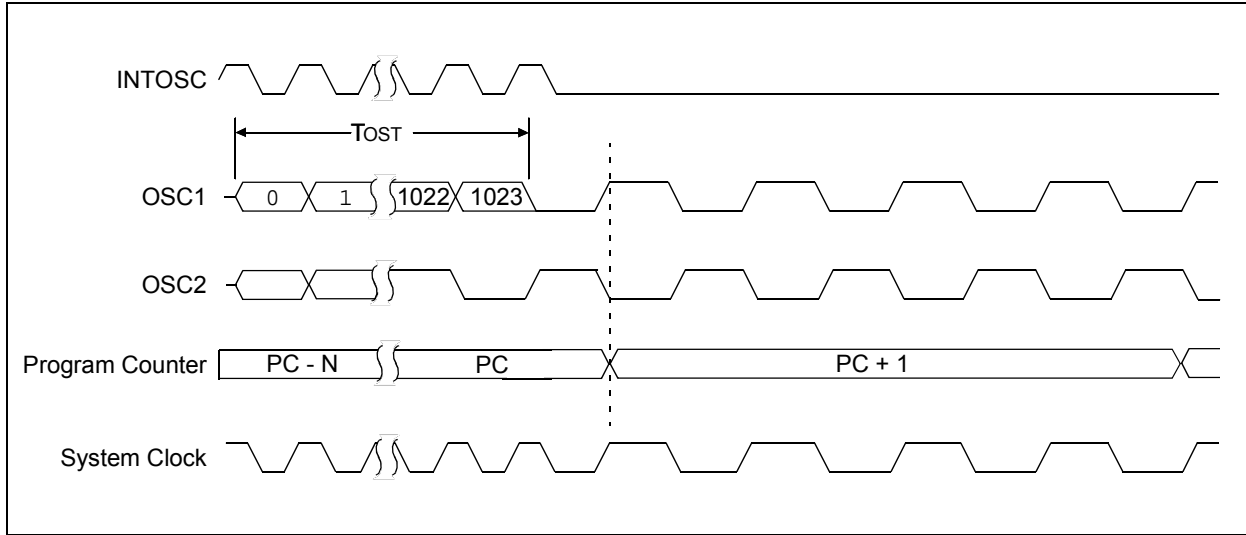 INTOSC
TOST
OSC1 0 1 1022 1023
OSC2
Program Counter PC - N PC PC + 1
System Clock